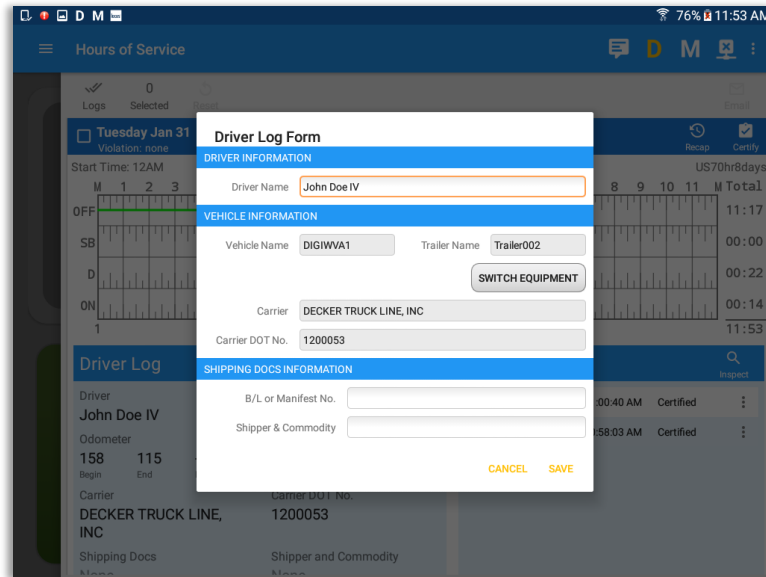 D M 76% 11:53 AM
Hours of Service D M
Logs
0
Selected
Reset
Email
Tuesday Jan 31
Violation: none
Recap
Certify
Start Time: 12AM
US70hr8days
M 1 2 3 8 9 10 11 M Total
OFF 11:17
SB 00:00
D 00:22
ON 00:14
1 11:53
Driver Log Form
DRIVER INFORMATION
Driver Name John Doe IV
VEHICLE INFORMATION
Vehicle Name DIGIWVA1 Trailer Name Trailer002
SWITCH EQUIPMENT
Carrier DECKER TRUCK LINE, INC
Carrier DOT No. 1200053
SHIPPING DOCS INFORMATION
B/L or Manifest No.
Shipper & Commodity
CANCEL SAVE
Driver Log
Inspect
Driver
John Doe IV
Odometer
158 115
Begin End
:00:40 AM Certified
:58:03 AM Certified
Carrier
DECKER TRUCK LINE,
INC
Carrier DOT No.
1200053
Shipping Docs
None
Shipper and Commodity
None